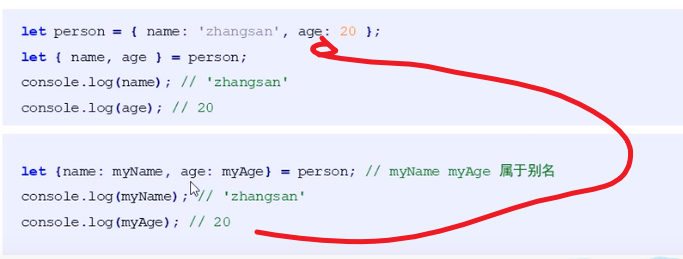 let person = { name: 'zhangsan', age: 20 };
let { name, age } = person;
console.log(name); // 'zhangsan'
console.log(age); // 20
let {name: myName, age: myAge} = person; // myName myAge 属于别名
console.log(myName); // 'zhangsan'
console.log(myAge); // 20